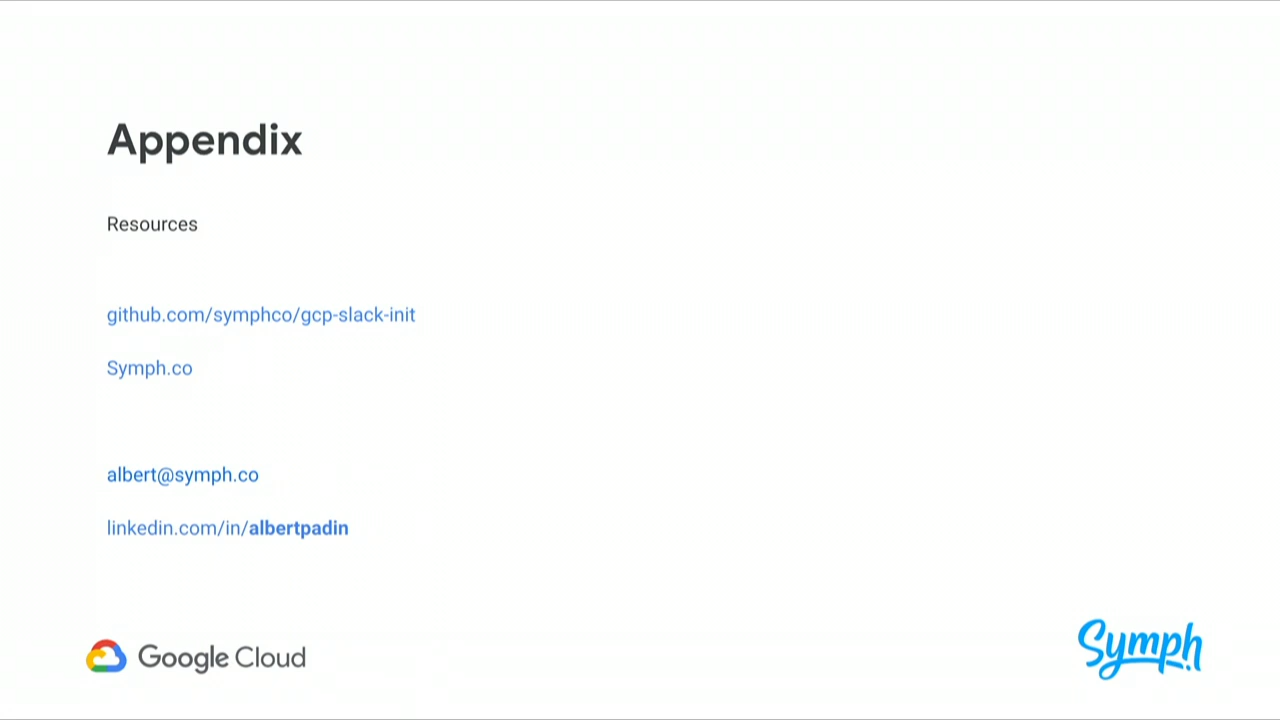 Appendix
Resources
github.com/symphco/gcp-slack-init
Symph.co
albert@symph.co
linkedin.com/in/albertpadin
Google Cloud
Symph